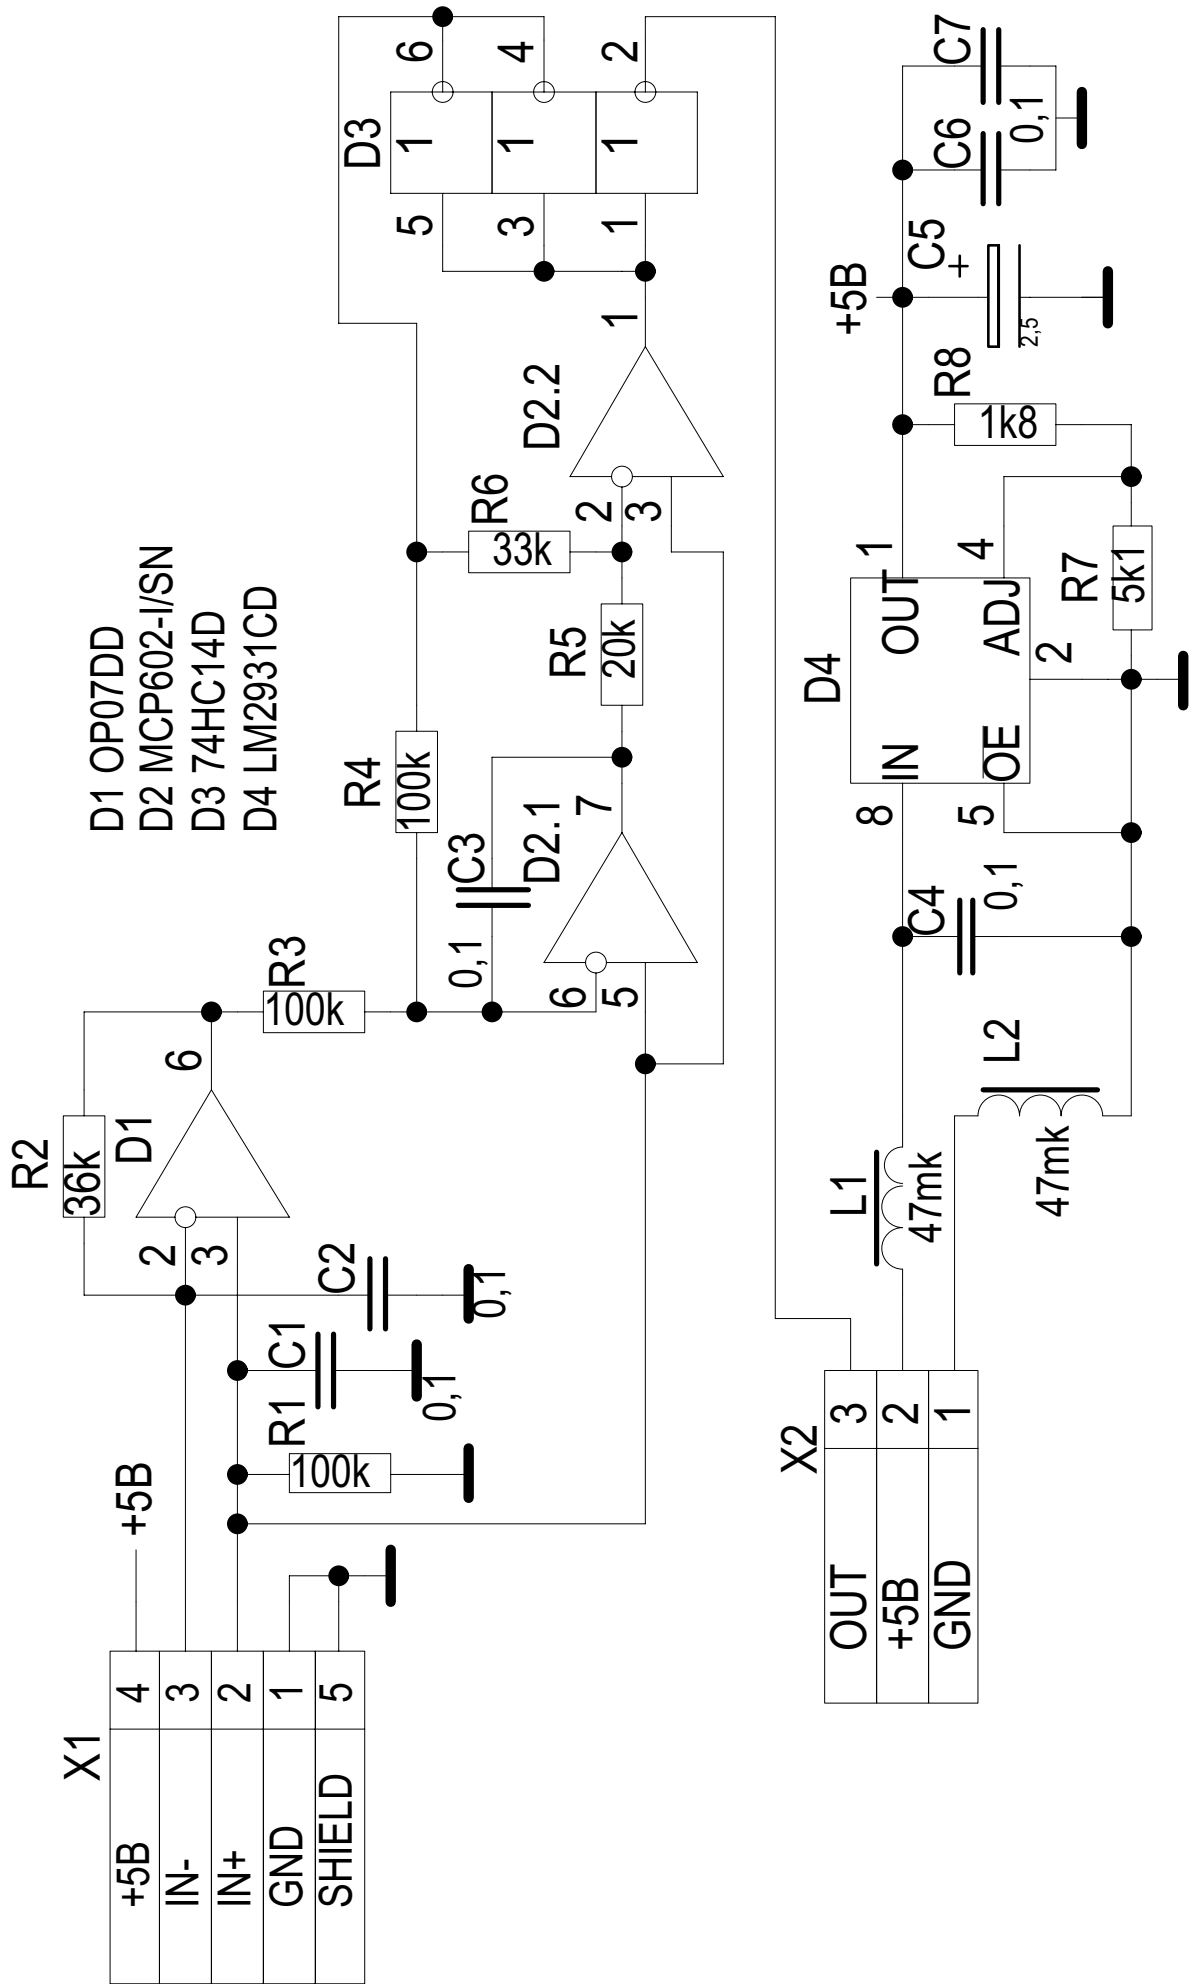 D1 OP07DD
D2 MCP602-I/SN
D3 74HC14D
D4 LM2931CD
X1
+5В 4
IN- 3
IN+ 2
GND 1
SHIELD 5
+5В
R1
100k
C1
0,1
C2
0,1
R2
36k
D1
2
3
6
R3
100k
R4
100k
C3
0,1
D2.1
6
5
7
R5
20k
R6
33k
D2.2
2
3
1
D3
5 1 6
3 1 4
1 1 2
X2
OUT 3
+5В 2
GND 1
L1
47mk
L2
47mk
C4
0,1
D4
8 IN OUT 1
5 OE ADJ 4
2
R7
5k1
R8
1k8
+5В
C5
+
2,5
C6
C7
0,1